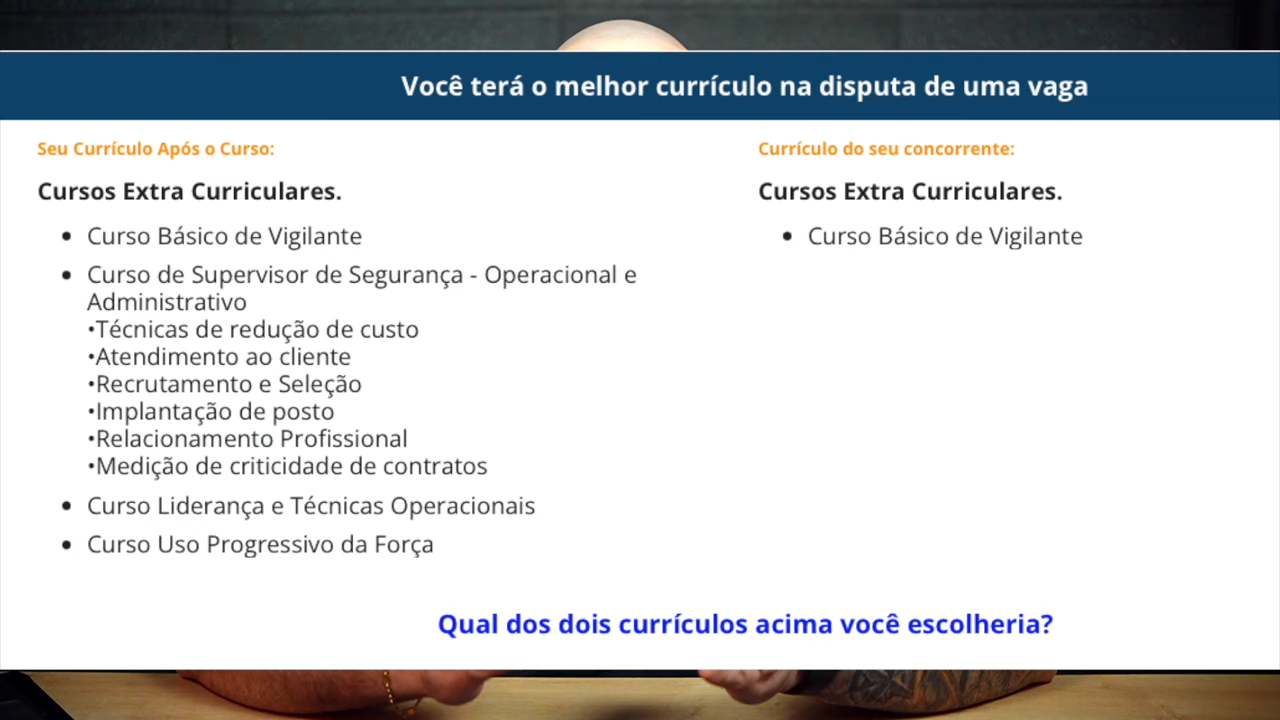 Você terá o melhor currículo na disputa de uma vaga
Seu Currículo Após o Curso:
Cursos Extra Curriculares.
• Curso Básico de Vigilante
• Curso de Supervisor de Segurança - Operacional e
Administrativo
•Técnicas de redução de custo
•Atendimento ao cliente
•Recrutamento e Seleção
•Implantação de posto
•Relacionamento Profissional
•Medição de criticidade de contratos
• Curso Liderança e Técnicas Operacionais
• Curso Uso Progressivo da Força
Currículo do seu concorrente:
Cursos Extra Curriculares.
• Curso Básico de Vigilante
Qual dos dois currículos acima você escolheria?